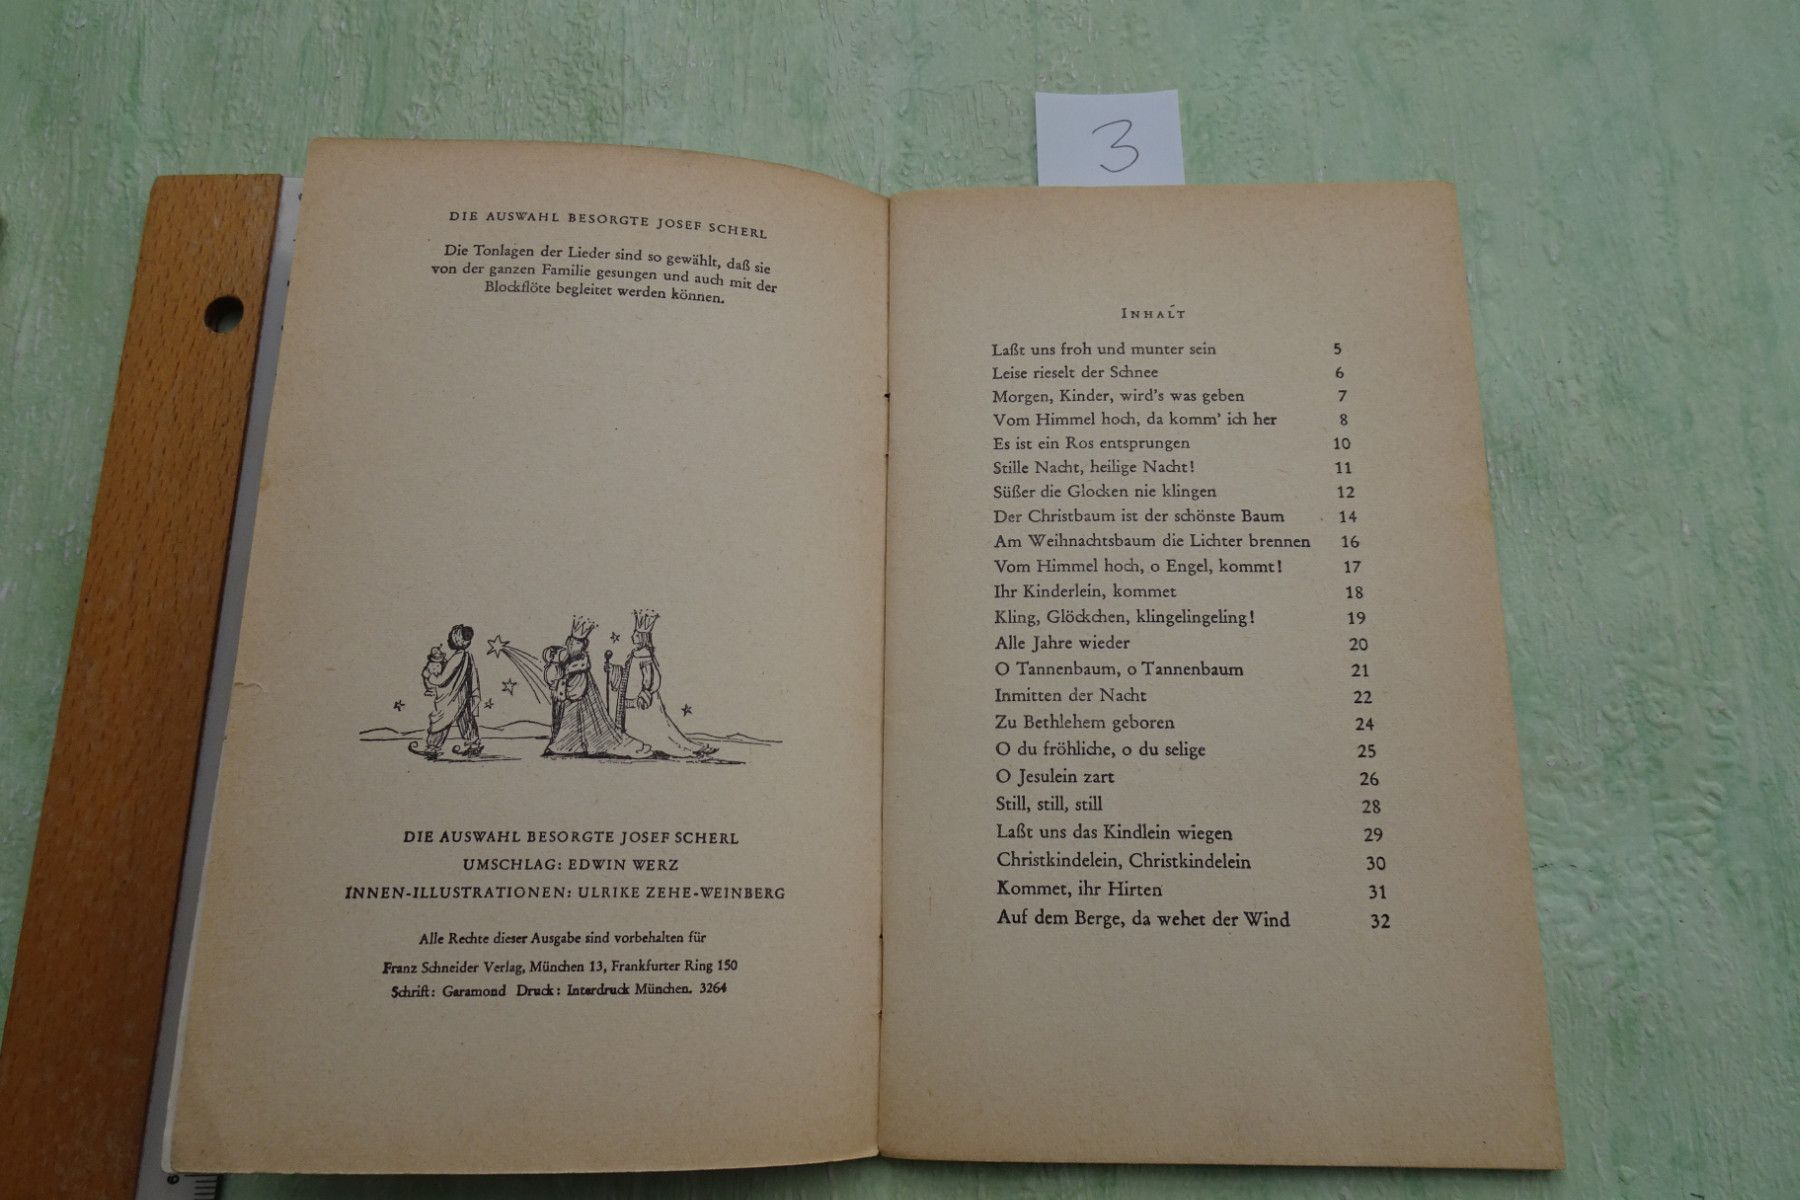 3
DIE AUSWAHL BESORGTE JOSEF SCHERL
Die Tonlagen der Lieder sind so gewählt, daß sie
von der ganzen Familie gesungen und auch mit der
Blockflöte begleitet werden können.
DIE AUSWAHL BESORGTE JOSEF SCHERL
UMSCHLAG: EDWIN WERZ
INNEN-ILLUSTRATIONEN: ULRIKE ZEHE-WEINBERG
Alle Rechte dieser Ausgabe sind vorbehalten für
Franz Schneider Verlag, München 13, Frankfurter Ring 150
Schrift: Garamond Druck: Interdruck München. 3264
INHALT
Laßt uns froh und munter sein 5
Leise rieselt der Schnee 6
Morgen, Kinder, wird's was geben 7
Vom Himmel hoch, da komm' ich her 8
Es ist ein Ros entsprungen 10
Stille Nacht, heilige Nacht! 11
Süßer die Glocken nie klingen 12
Der Christbaum ist der schönste Baum 14
Am Weihnachtsbaum die Lichter brennen 16
Vom Himmel hoch, o Engel, kommt! 17
Ihr Kinderlein, kommet 18
Kling, Glöckchen, klingelingeling! 19
Alle Jahre wieder 20
O Tannenbaum, o Tannenbaum 21
Inmitten der Nacht 22
Zu Bethlehem geboren 24
O du fröhliche, o du selige 25
O Jesulein zart 26
Still, still, still 28
Laßt uns das Kindlein wiegen 29
Christkindelein, Christkindelein 30
Kommet, ihr Hirten 31
Auf dem Berge, da wehet der Wind 32